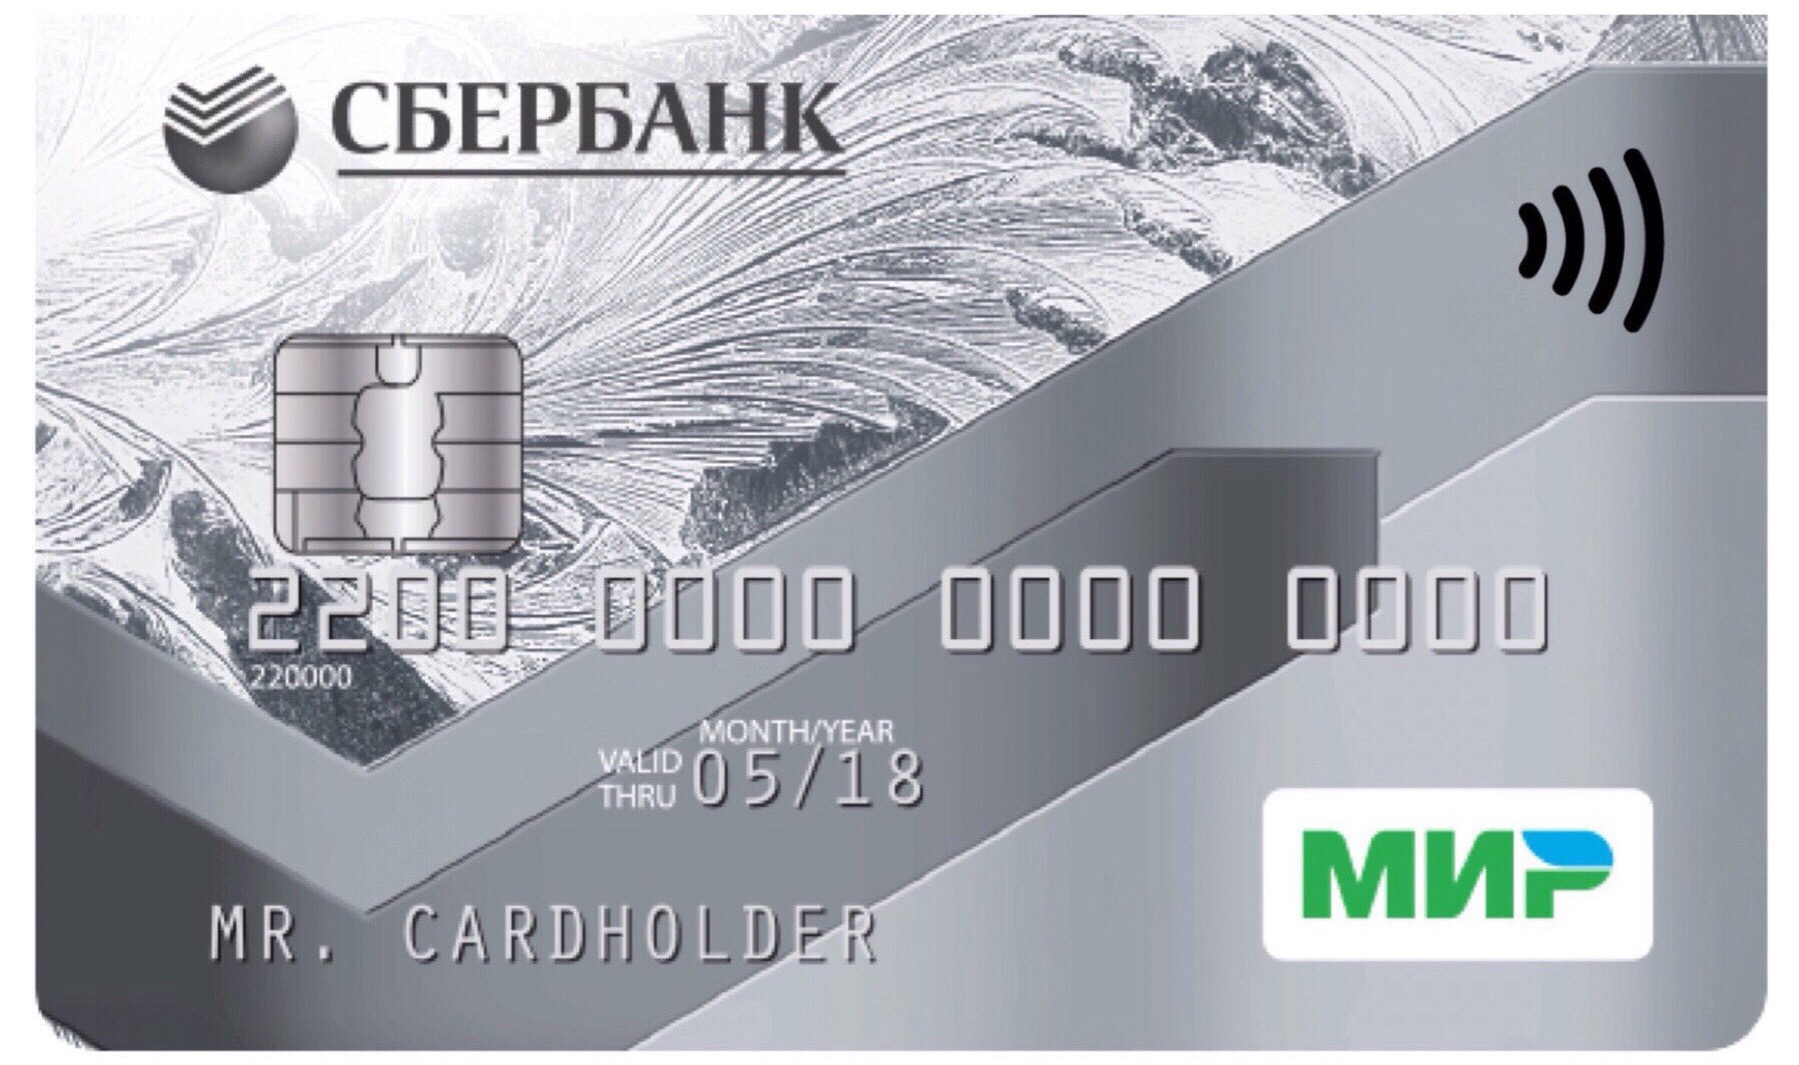 СБЕРБАНК
2200 0000 0000 0000
220000
MONTH/YEAR
VALID
THRU
05/18
MR. CARDHOLDER
МИР